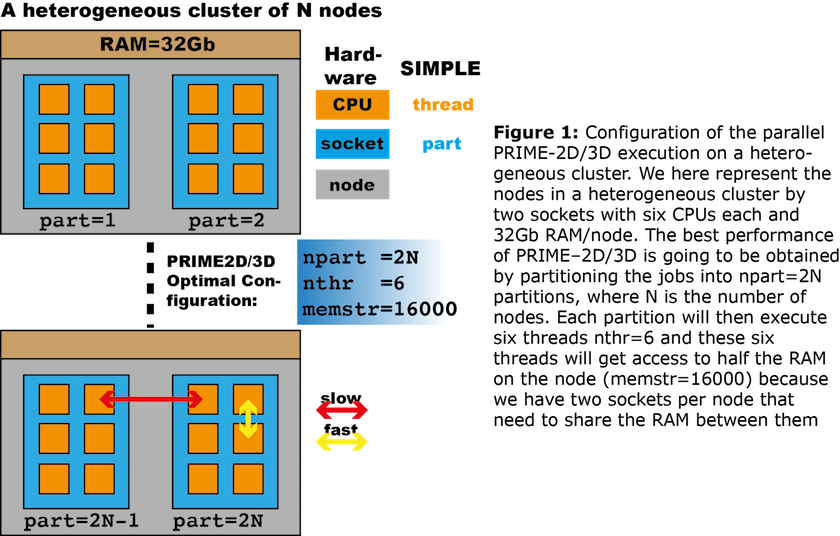 A heterogeneous cluster of N nodes
RAM=32Gb
part=1
part=2
Hard-
ware
SIMPLE
CPU
thread
socket
part
node
PRIME2D/3D
Optimal Con-
figuration:
npart =2N
nthr =6
memstr=16000
part=2N-1
part=2N
slow
fast
Figure 1: Configuration of the parallel
PRIME-2D/3D execution on a hetero-
geneous cluster. We here represent the
nodes in a heterogeneous cluster by
two sockets with six CPUs each and
32Gb RAM/node. The best performance
of PRIME–2D/3D is going to be obtained
by partitioning the jobs into npart=2N
partitions, where N is the number of
nodes. Each partition will then execute
six threads nthr=6 and these six
threads will get access to half the RAM
on the node (memstr=16000) because
we have two sockets per node that
need to share the RAM between them